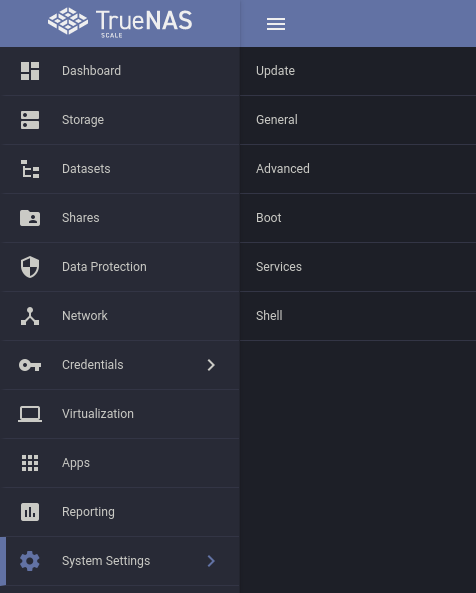 TrueNAS
SCALE
Dashboard
Storage
Datasets
Shares
Data Protection
Network
Credentials
Virtualization
Apps
Reporting
System Settings
Update
General
Advanced
Boot
Services
Shell